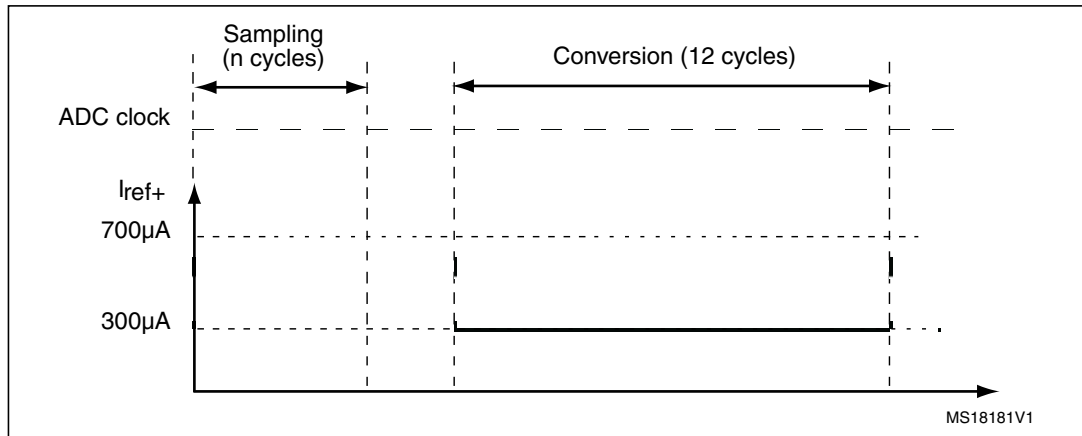 Sampling
(n cycles)
Conversion (12 cycles)
ADC clock
Iref+
700µA
300µA
MS18181V1